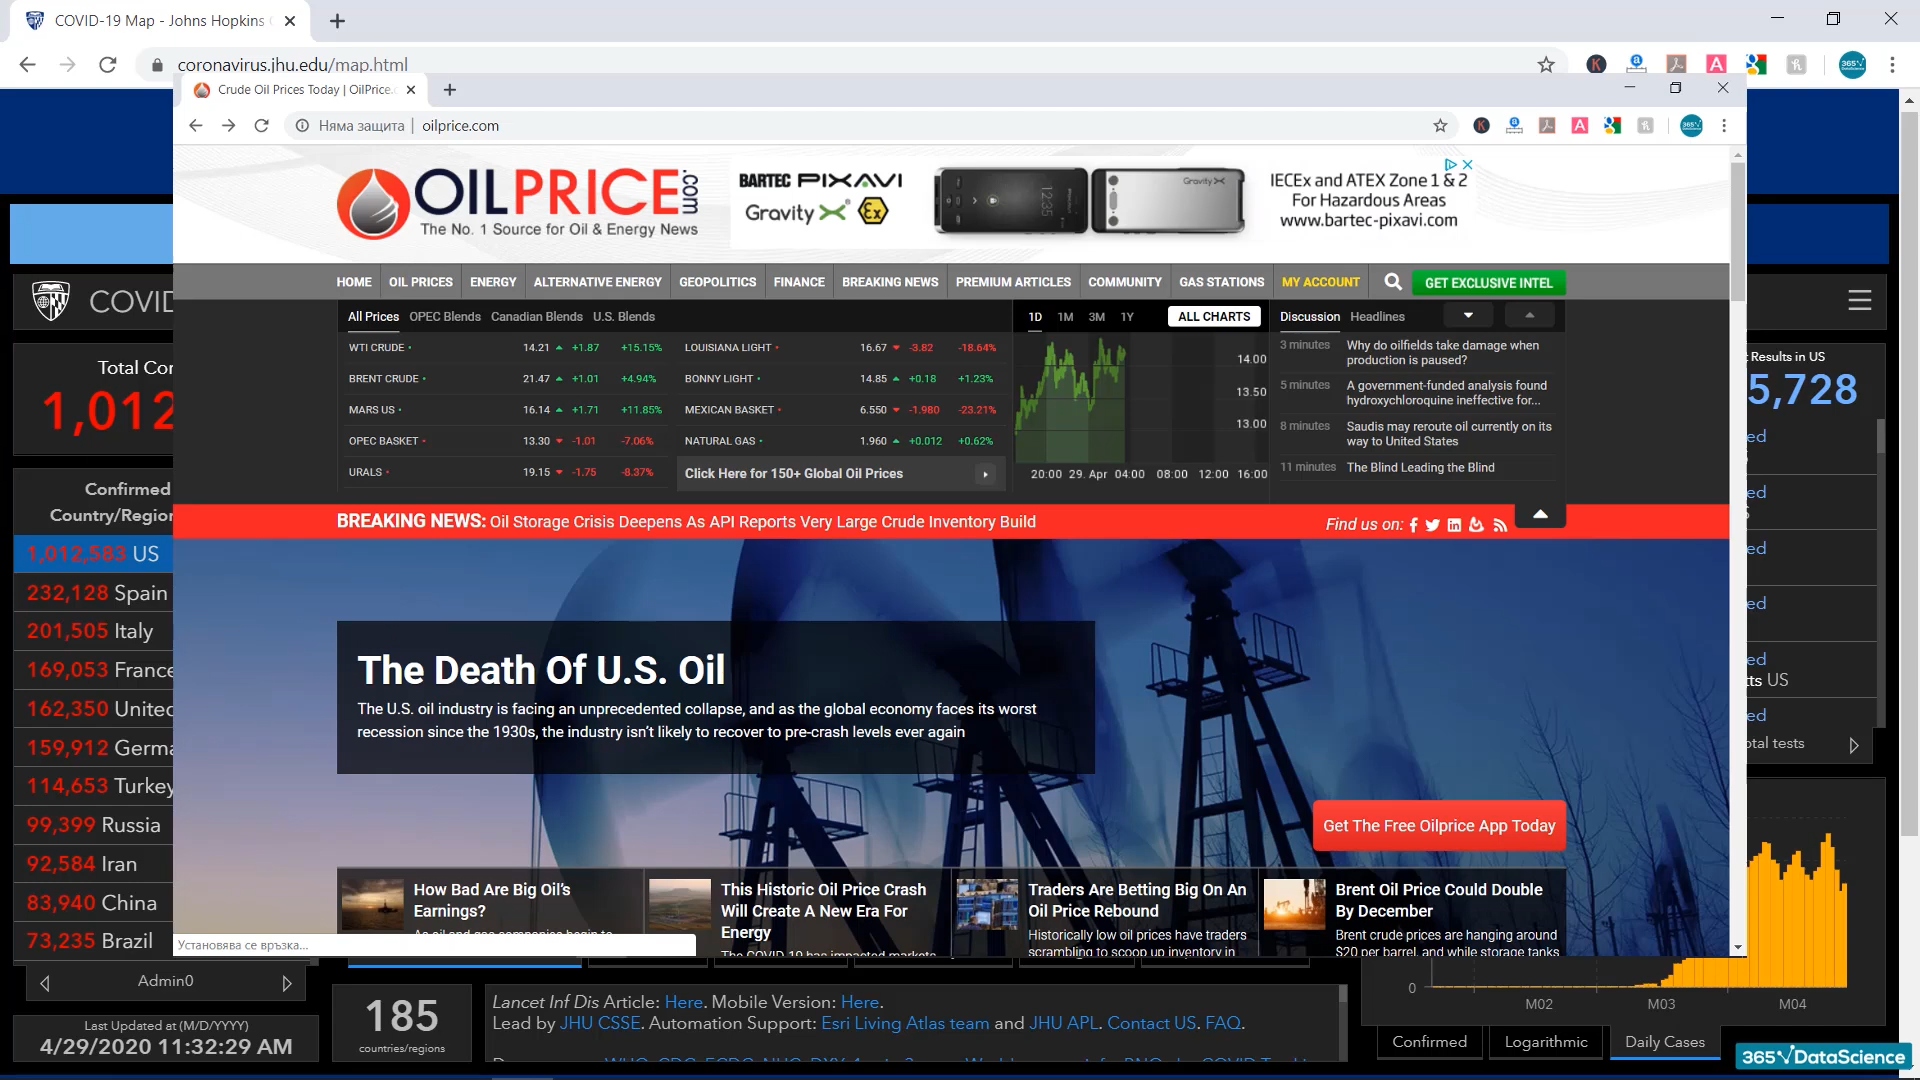 COVID-19 Map - Johns Hopkins
coronavirus.jhu.edu/map.html
Crude Oil Prices Today | OilPrice.
Няма защита | oilprice.com
OILPRICE.com
The No. 1 Source for Oil & Energy News
BARTEC PIXAVI
Gravity X Ex
Gravity X
12:35
IECEx and ATEX Zone 1 & 2
For Hazardous Areas
www.bartec-pixavi.com
HOME OIL PRICES ENERGY ALTERNATIVE ENERGY GEOPOLITICS FINANCE BREAKING NEWS PREMIUM ARTICLES COMMUNITY GAS STATIONS MY ACCOUNT GET EXCLUSIVE INTEL
All Prices OPEC Blends Canadian Blends U.S. Blends
WTI CRUDE 14.21 +1.87 +15.15%
BRENT CRUDE 21.47 +1.01 +4.94%
MARS US 16.14 +1.71 +11.85%
OPEC BASKET 13.30 -1.01 -7.06%
URALS 19.15 -1.75 -8.37%
LOUISIANA LIGHT 16.67 -3.82 -18.64%
BONNY LIGHT 14.85 +0.18 +1.23%
MEXICAN BASKET 6.550 -1.980 -23.21%
NATURAL GAS 1.960 +0.012 +0.62%
Click Here for 150+ Global Oil Prices
1D 1M 3M 1Y ALL CHARTS
14.00
13.50
13.00
20:00 29. Apr 04:00 08:00 12:00 16:00
Discussion Headlines
3 minutes Why do oilfields take damage when
production is paused?
5 minutes A government-funded analysis found
hydroxychloroquine ineffective for...
8 minutes Saudis may reroute oil currently on its
way to United States
11 minutes The Blind Leading the Blind
BREAKING NEWS: Oil Storage Crisis Deepens As API Reports Very Large Crude Inventory Build
Find us on:
The Death Of U.S. Oil
The U.S. oil industry is facing an unprecedented collapse, and as the global economy faces its worst
recession since the 1930s, the industry isn't likely to recover to pre-crash levels ever again
Get The Free Oilprice App Today
How Bad Are Big Oil's
Earnings?
This Historic Oil Price Crash
Will Create A New Era For
Energy
Traders Are Betting Big On An
Oil Price Rebound
Historically low oil prices have traders
scrambling to scoop up inventory in
Brent Oil Price Could Double
By December
Brent crude prices are hanging around
$20 per barrel, and while storage tanks
Установява се връзка...
COVID
Total Cor
1,012
Confirmed
Country/Region
1,012,583 US
232,128 Spain
201,505 Italy
169,053 France
162,350 United
159,912 Germa
114,653 Turkey
99,399 Russia
92,584 Iran
83,940 China
73,235 Brazil
Admin0
Last Updated at (M/D/YYYY)
4/29/2020 11:32:29 AM
185
countries/regions
Lancet Inf Dis Article: Here. Mobile Version: Here.
Lead by JHU CSSE. Automation Support: Esri Living Atlas team and JHU APL. Contact US. FAQ.
t Results in US
5,728
ed
ed
ed
ed
ed
tts US
ed
otal tests
0
M02 M03 M04
Confirmed Logarithmic Daily Cases
365 DataScience